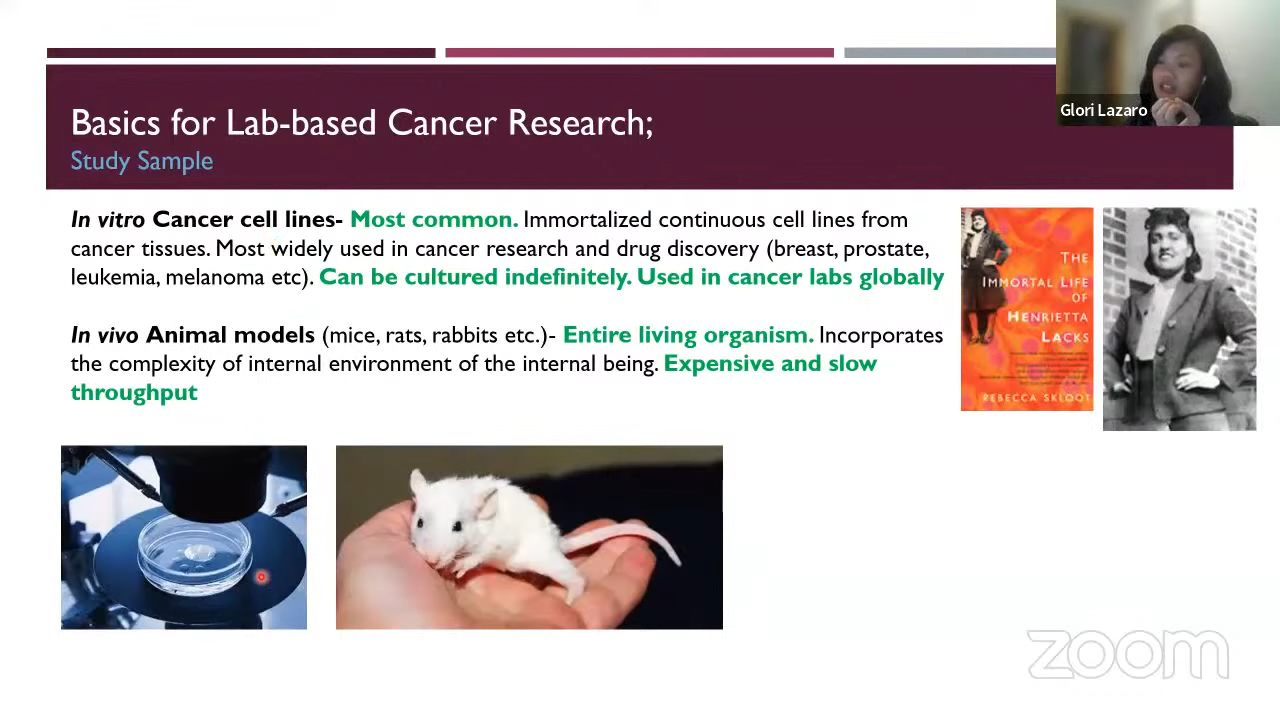 Glori Lazaro
Basics for Lab-based Cancer Research;
Study Sample
In vitro Cancer cell lines- Most common. Immortalized continuous cell lines from
cancer tissues. Most widely used in cancer research and drug discovery (breast, prostate,
leukemia, melanoma etc). Can be cultured indefinitely. Used in cancer labs globally
In vivo Animal models (mice, rats, rabbits etc.)- Entire living organism. Incorporates
the complexity of internal environment of the internal being. Expensive and slow
throughput
THE
IMMORTAL LIFE
OF
HENRIETTA
LACKS
REBECCA SKLOOT
zoom